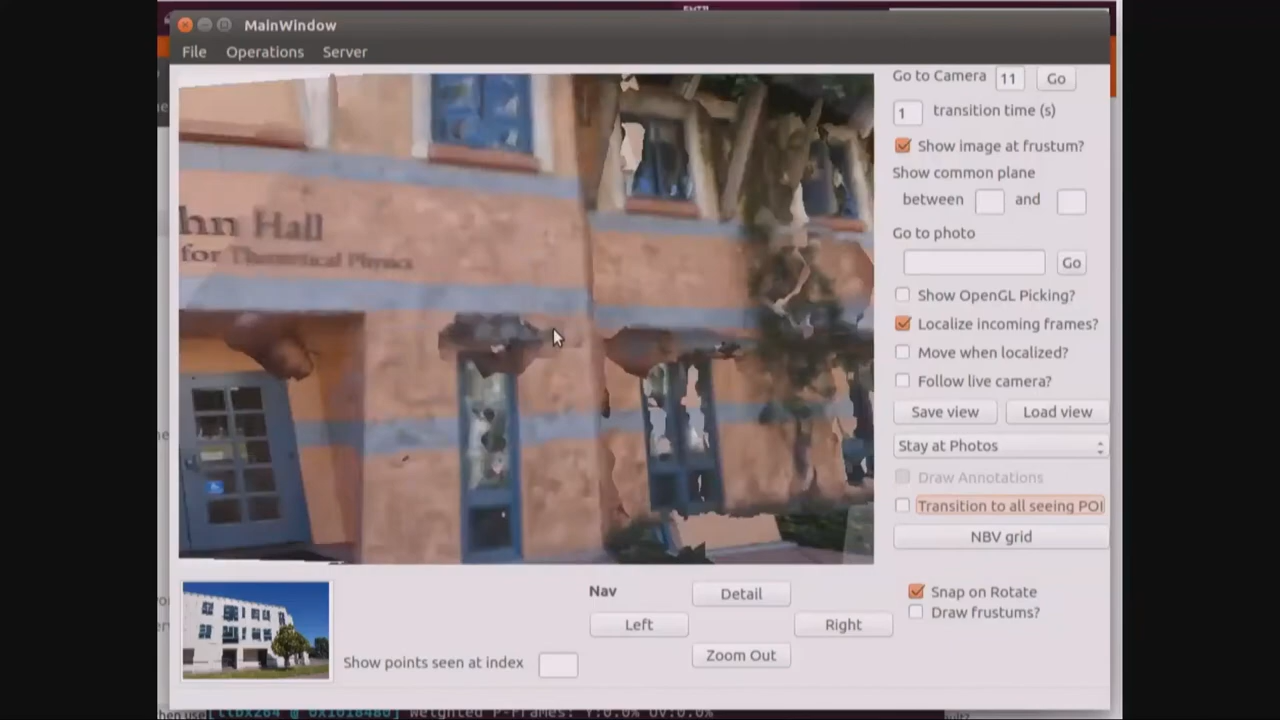 MainWindow
File Operations Server
Go to Camera 11 Go
1 transition time (s)
Show image at frustum?
Show common plane
between and
Go to photo
Go
Show OpenGL Picking?
Localize incoming frames?
Move when localized?
Follow live camera?
Save view Load view
Stay at Photos
Draw Annotations
Transition to all seeing POI
NBV grid
hn Hall
for Theoretical Physics
Nav
Detail
Left Right
Zoom Out
Snap on Rotate
Draw frustums?
Show points seen at index
Weighted P-Frames: Y:0.0% UV:0.0%